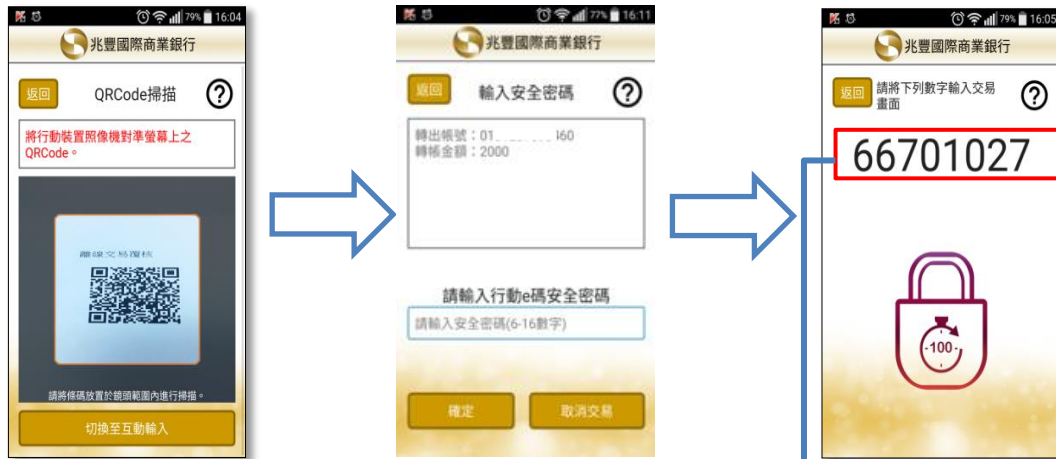 79% 16:04
兆豐國際商業銀行
返回
QRCode掃描
?
將行動裝置照像機對準螢幕上之
QRCode。
離線交易覆核
請將條碼放置於鏡頭範圍內進行掃描。
切換至互動輸入
77% 16:11
兆豐國際商業銀行
返回
輸入安全密碼
?
轉出帳號：01
460
轉帳金額：2000
請輸入行動e碼安全密碼
請輸入安全密碼(6-16數字)
確定
取消交易
79% 16:05
兆豐國際商業銀行
返回
請將下列數字輸入交易
畫面
?
66701027
-100-